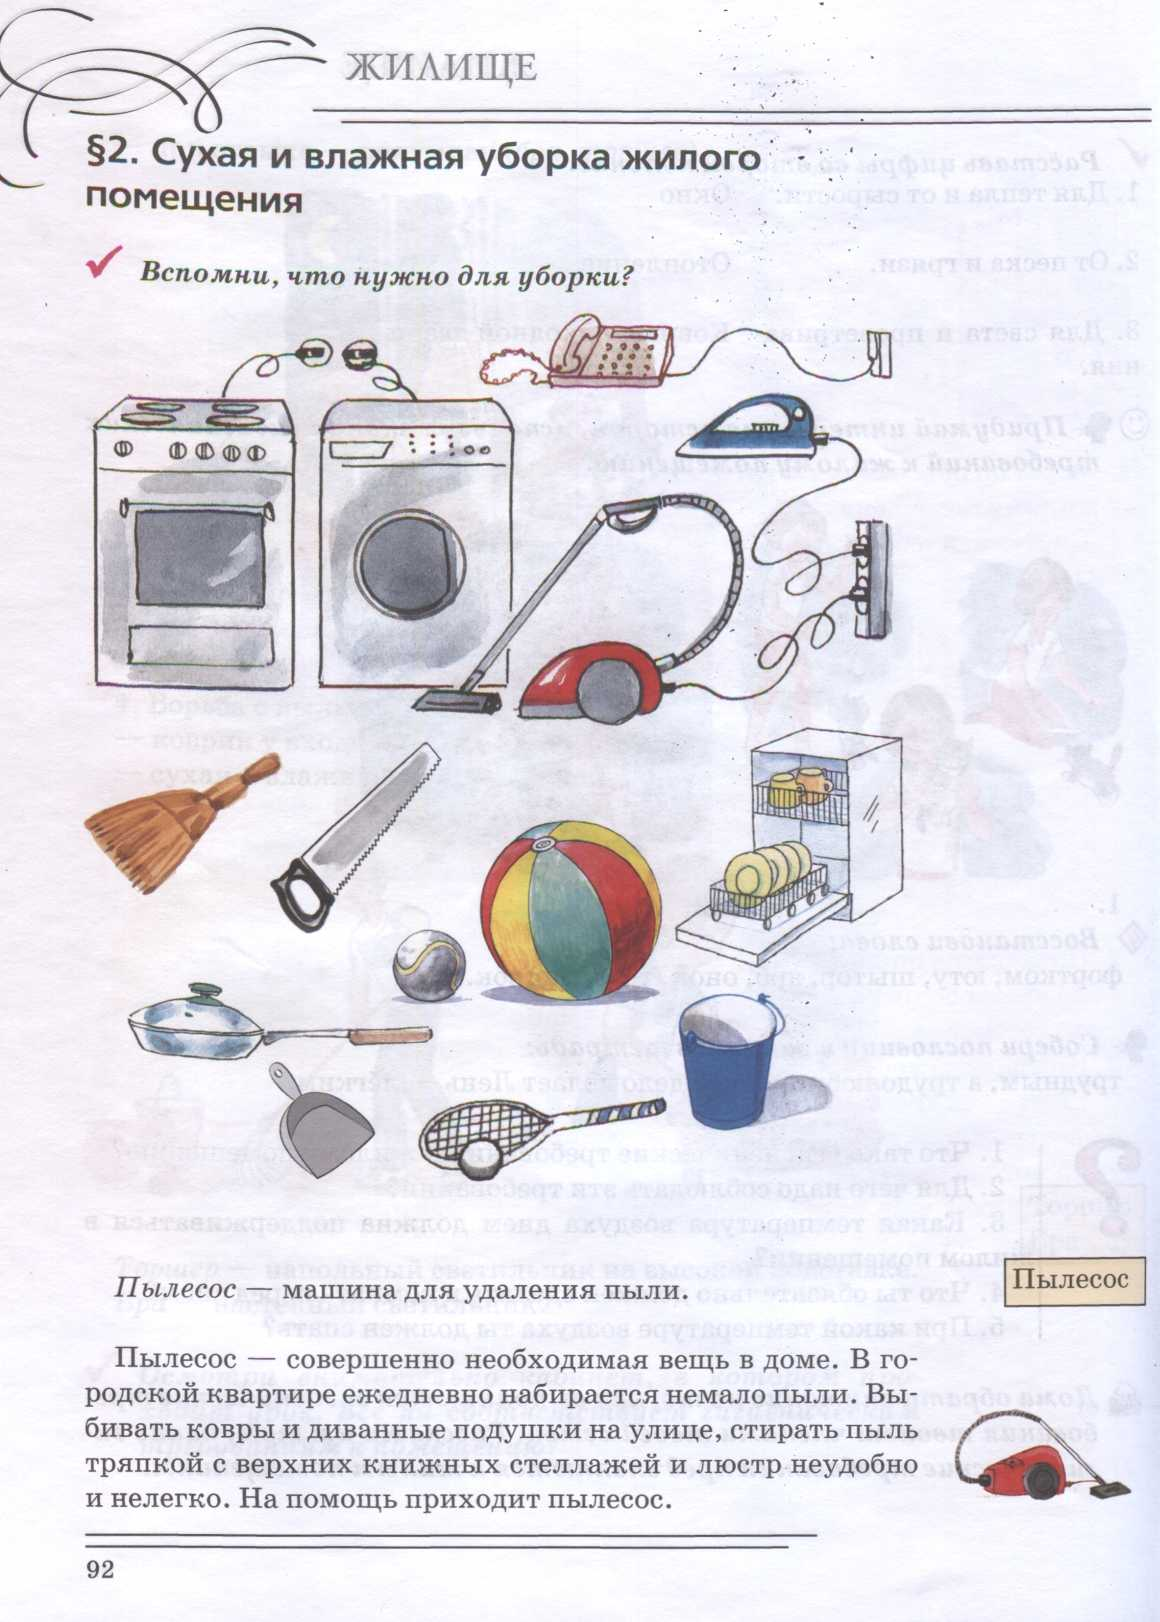 ЖИЛИЩЕ
§2. Сухая и влажная уборка жилого
помещения
Вспомни, что нужно для уборки?
Пылесос — машина для удаления пыли.
Пылесос
Пылесос — совершенно необходимая вещь в доме. В го-
родской квартире ежедневно набирается немало пыли. Вы-
бивать ковры и диванные подушки на улице, стирать пыль
тряпкой с верхних книжных стеллажей и люстр неудобно
и нелегко. На помощь приходит пылесос.
92